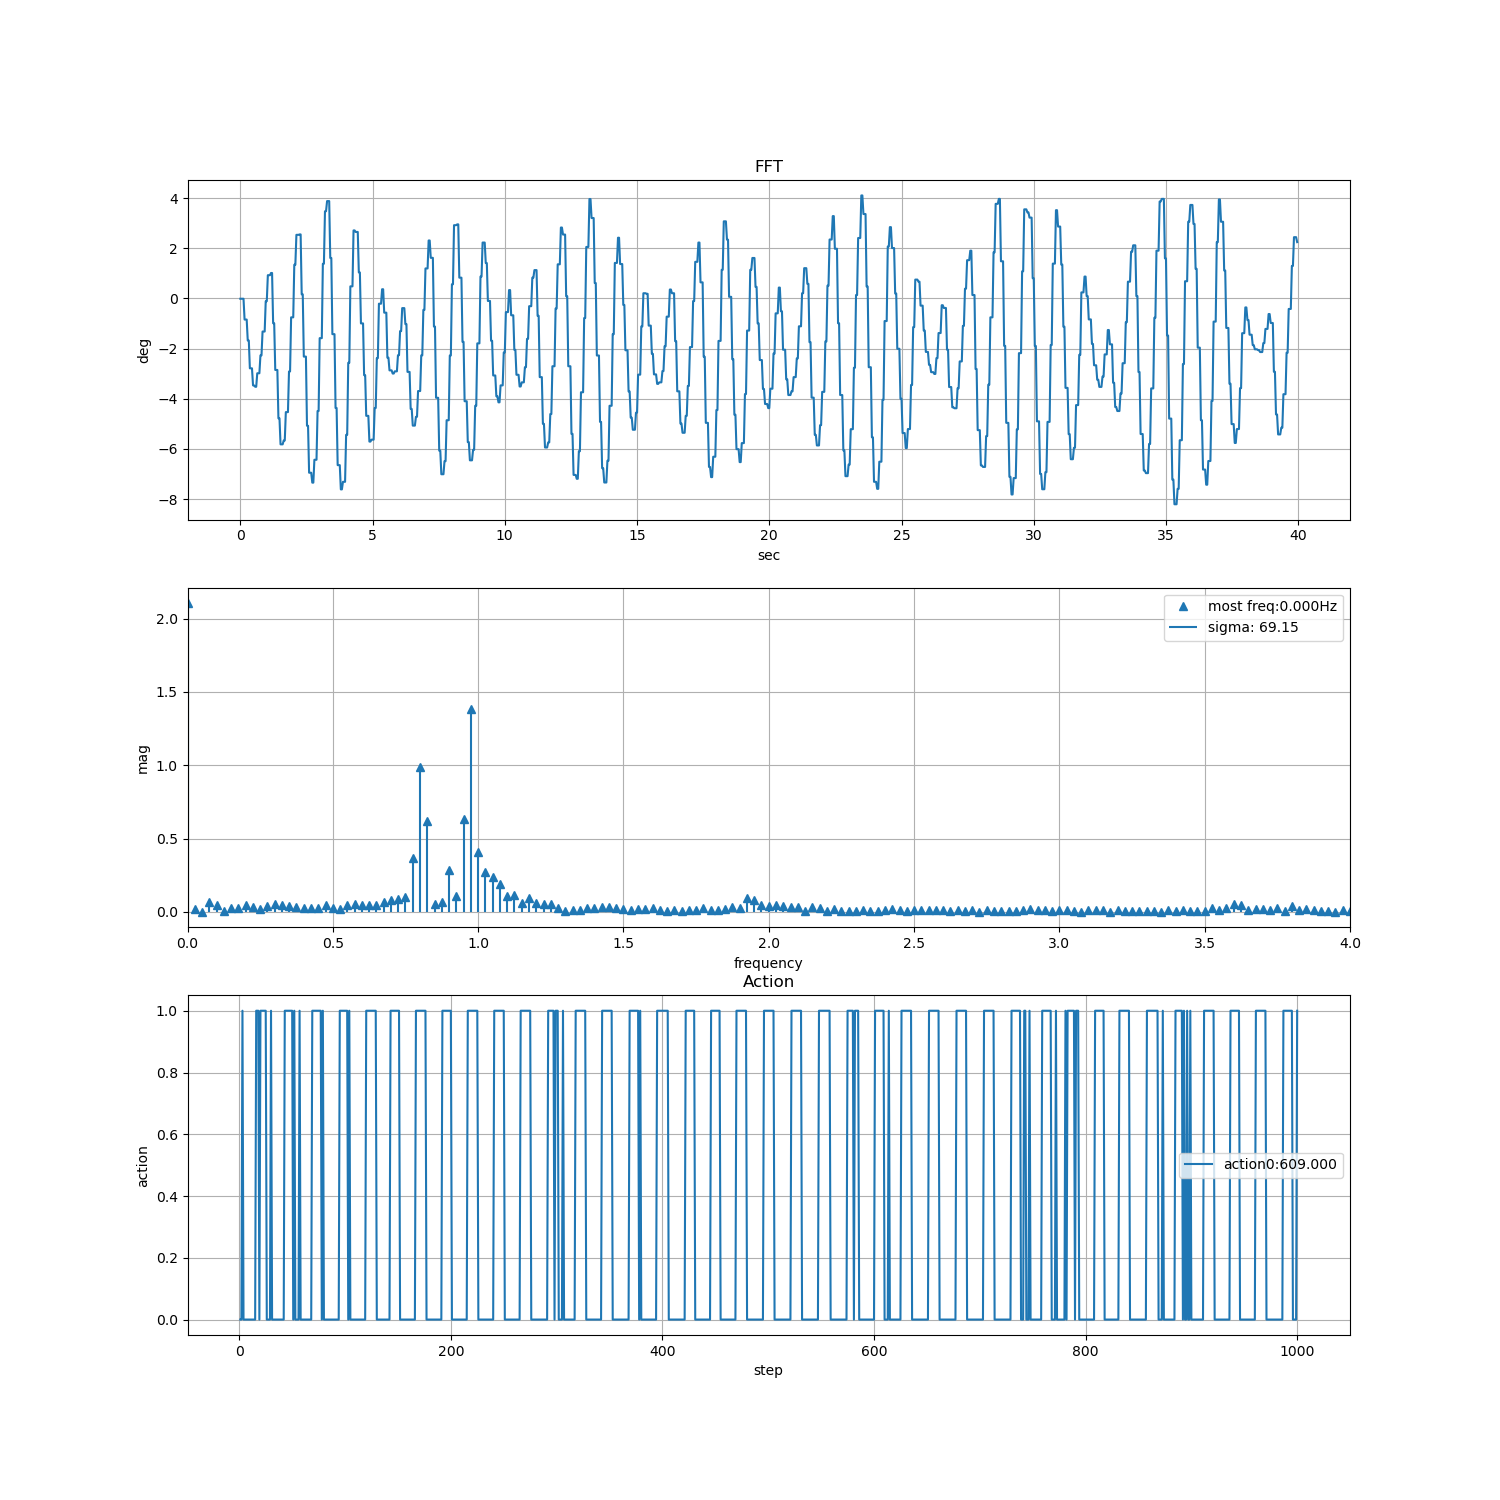 FFT
4
2
0
−2
−4
−6
−8
deg
0 5 10 15 20 25 30 35 40
sec
2.0
1.5
1.0
0.5
0.0
mag
most freq:0.000Hz
sigma: 69.15
0.0 0.5 1.0 1.5 2.0 2.5 3.0 3.5 4.0
frequency
Action
1.0
0.8
0.6
0.4
0.2
0.0
action
action0:609.000
0 200 400 600 800 1000
step